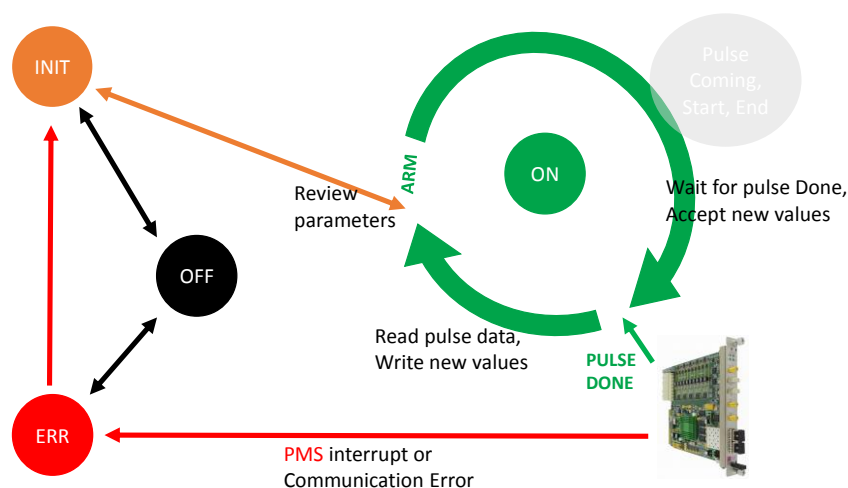 INIT
Pulse
Coming,
Start, End
ARM
ON
Review
parameters
Wait for pulse Done,
Accept new values
OFF
Read pulse data,
Write new values
PULSE
DONE
ERR
PMS interrupt or
Communication Error